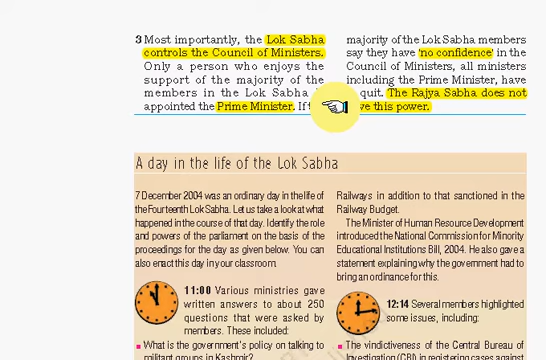 3 Most importantly, the Lok Sabha
controls the Council of Ministers.
Only a person who enjoys the
support of the majority of the
members in the Lok Sabha
appointed the Prime Minister. If
majority of the Lok Sabha members
say they have 'no confidence' in the
Council of Ministers, all ministers
including the Prime Minister, have
quit. The Rajya Sabha does not
this power.
A day in the life of the Lok Sabha
7 December 2004 was an ordinary day in the life of
the Fourteenth Lok Sabha. Let us take a look at what
happened in the course of that day. Identify the role
and powers of the parliament on the basis of the
proceedings for the day as given below. You can
also enact this day in your classroom.
11:00 Various ministries gave
written answers to about 250
questions that were asked by
members. These included:
What is the government's policy on talking to
militant groups in Kashmir?
Railways in addition to that sanctioned in the
Railway Budget.
The Minister of Human Resource Development
introduced the National Commission for Minority
Educational Institutions Bill, 2004. He also gave a
statement explaining why the government had to
bring an ordinance for this.
12:14 Several members highlighted
some issues, including:
The vindictiveness of the Central Bureau of
Investigation (CBI) in registering cases against